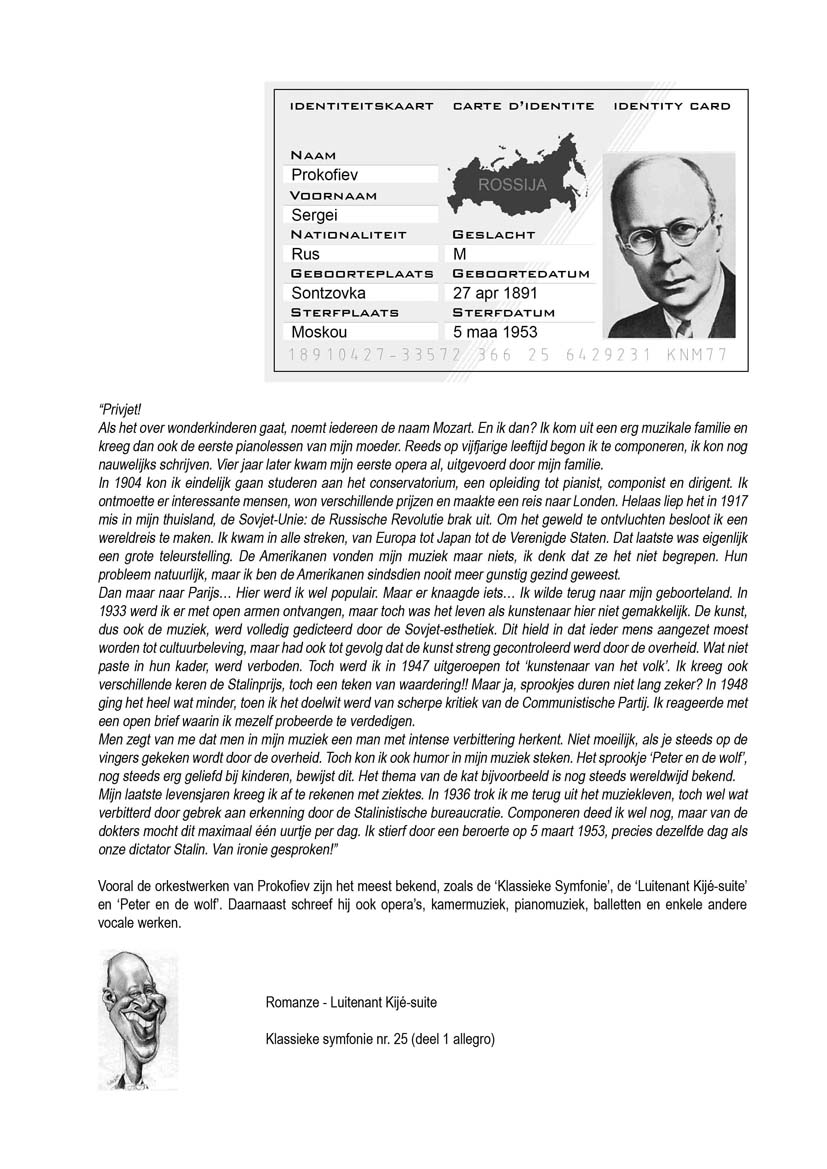 IDENTITEITSKAART CARTE D'IDENTITE IDENTITY CARD
NAAM
Prokofiev
ROSSIJA
VOORNAAM
Sergei
NATIONALITEIT GESLACHT
Rus M
GEBOORTEPLAATS GEBOORTEDATUM
Sontzovka 27 apr 1891
STERFPLAATS STERFDATUM
Moskou 5 maa 1953
18910427-33572 366 25 6429231 KNM77
“Privjet!
Als het over wonderkinderen gaat, noemt iedereen de naam Mozart. En ik dan? Ik kom uit een erg muzikale familie en
kreeg dan ook de eerste pianolessen van mijn moeder. Reeds op vijfjarige leeftijd begon ik te componeren, ik kon nog
nauwelijks schrijven. Vier jaar later kwam mijn eerste opera al, uitgevoerd door mijn familie.
In 1904 kon ik eindelijk gaan studeren aan het conservatorium, een opleiding tot pianist, componist en dirigent. Ik
ontmoette er interessante mensen, won verschillende prijzen en maakte een reis naar Londen. Helaas liep het in 1917
mis in mijn thuisland, de Sovjet-Unie: de Russische Revolutie brak uit. Om het geweld te ontvluchten besloot ik een
wereldreis te maken. Ik kwam in alle streken, van Europa tot Japan tot de Verenigde Staten. Dat laatste was eigenlijk
een grote teleurstelling. De Amerikanen vonden mijn muziek maar niets, ik denk dat ze het niet begrepen. Hun
probleem natuurlijk, maar ik ben de Amerikanen sindsdien nooit meer gunstig gezind geweest.
Dan maar naar Parijs… Hier werd ik wel populair. Maar er knaagde iets… Ik wilde terug naar mijn geboorteland. In
1933 werd ik er met open armen ontvangen, maar toch was het leven als kunstenaar hier niet gemakkelijk. De kunst,
dus ook de muziek, werd volledig gedicteerd door de Sovjet-esthetiek. Dit hield in dat ieder mens aangezet moest
worden tot cultuurbeleving, maar had ook tot gevolg dat de kunst streng gecontroleerd werd door de overheid. Wat niet
paste in hun kader, werd verboden. Toch werd ik in 1947 uitgeroepen tot ‘kunstenaar van het volk’. Ik kreeg ook
verschillende keren de Stalinprijs, toch een teken van waardering!! Maar ja, sprookjes duren niet lang zeker? In 1948
ging het heel wat minder, toen ik het doelwit werd van scherpe kritiek van de Communistische Partij. Ik reageerde met
een open brief waarin ik mezelf probeerde te verdedigen.
Men zegt van me dat men in mijn muziek een man met intense verbittering herkent. Niet moeilijk, als je steeds op de
vingers gekeken wordt door de overheid. Toch kon ik ook humor in mijn muziek steken. Het sprookje ‘Peter en de wolf’,
nog steeds erg geliefd bij kinderen, bewijst dit. Het thema van de kat bijvoorbeeld is nog steeds wereldwijd bekend.
Mijn laatste levensjaren kreeg ik af te rekenen met ziektes. In 1936 trok ik me terug uit het muziekleven, toch wel wat
verbitterd door gebrek aan erkenning door de Stalinistische bureaucratie. Componeren deed ik wel nog, maar van de
dokters mocht dit maximaal één uurtje per dag. Ik stierf door een beroerte op 5 maart 1953, precies dezelfde dag als
onze dictator Stalin. Van ironie gesproken!”
Vooral de orkestwerken van Prokofiev zijn het meest bekend, zoals de ‘Klassieke Symfonie’, de ‘Luitenant Kijé-suite’
en ‘Peter en de wolf’. Daarnaast schreef hij ook opera’s, kamermuziek, pianomuziek, balletten en enkele andere
vocale werken.
Romanze - Luitenant Kijé-suite
Klassieke symfonie nr. 25 (deel 1 allegro)